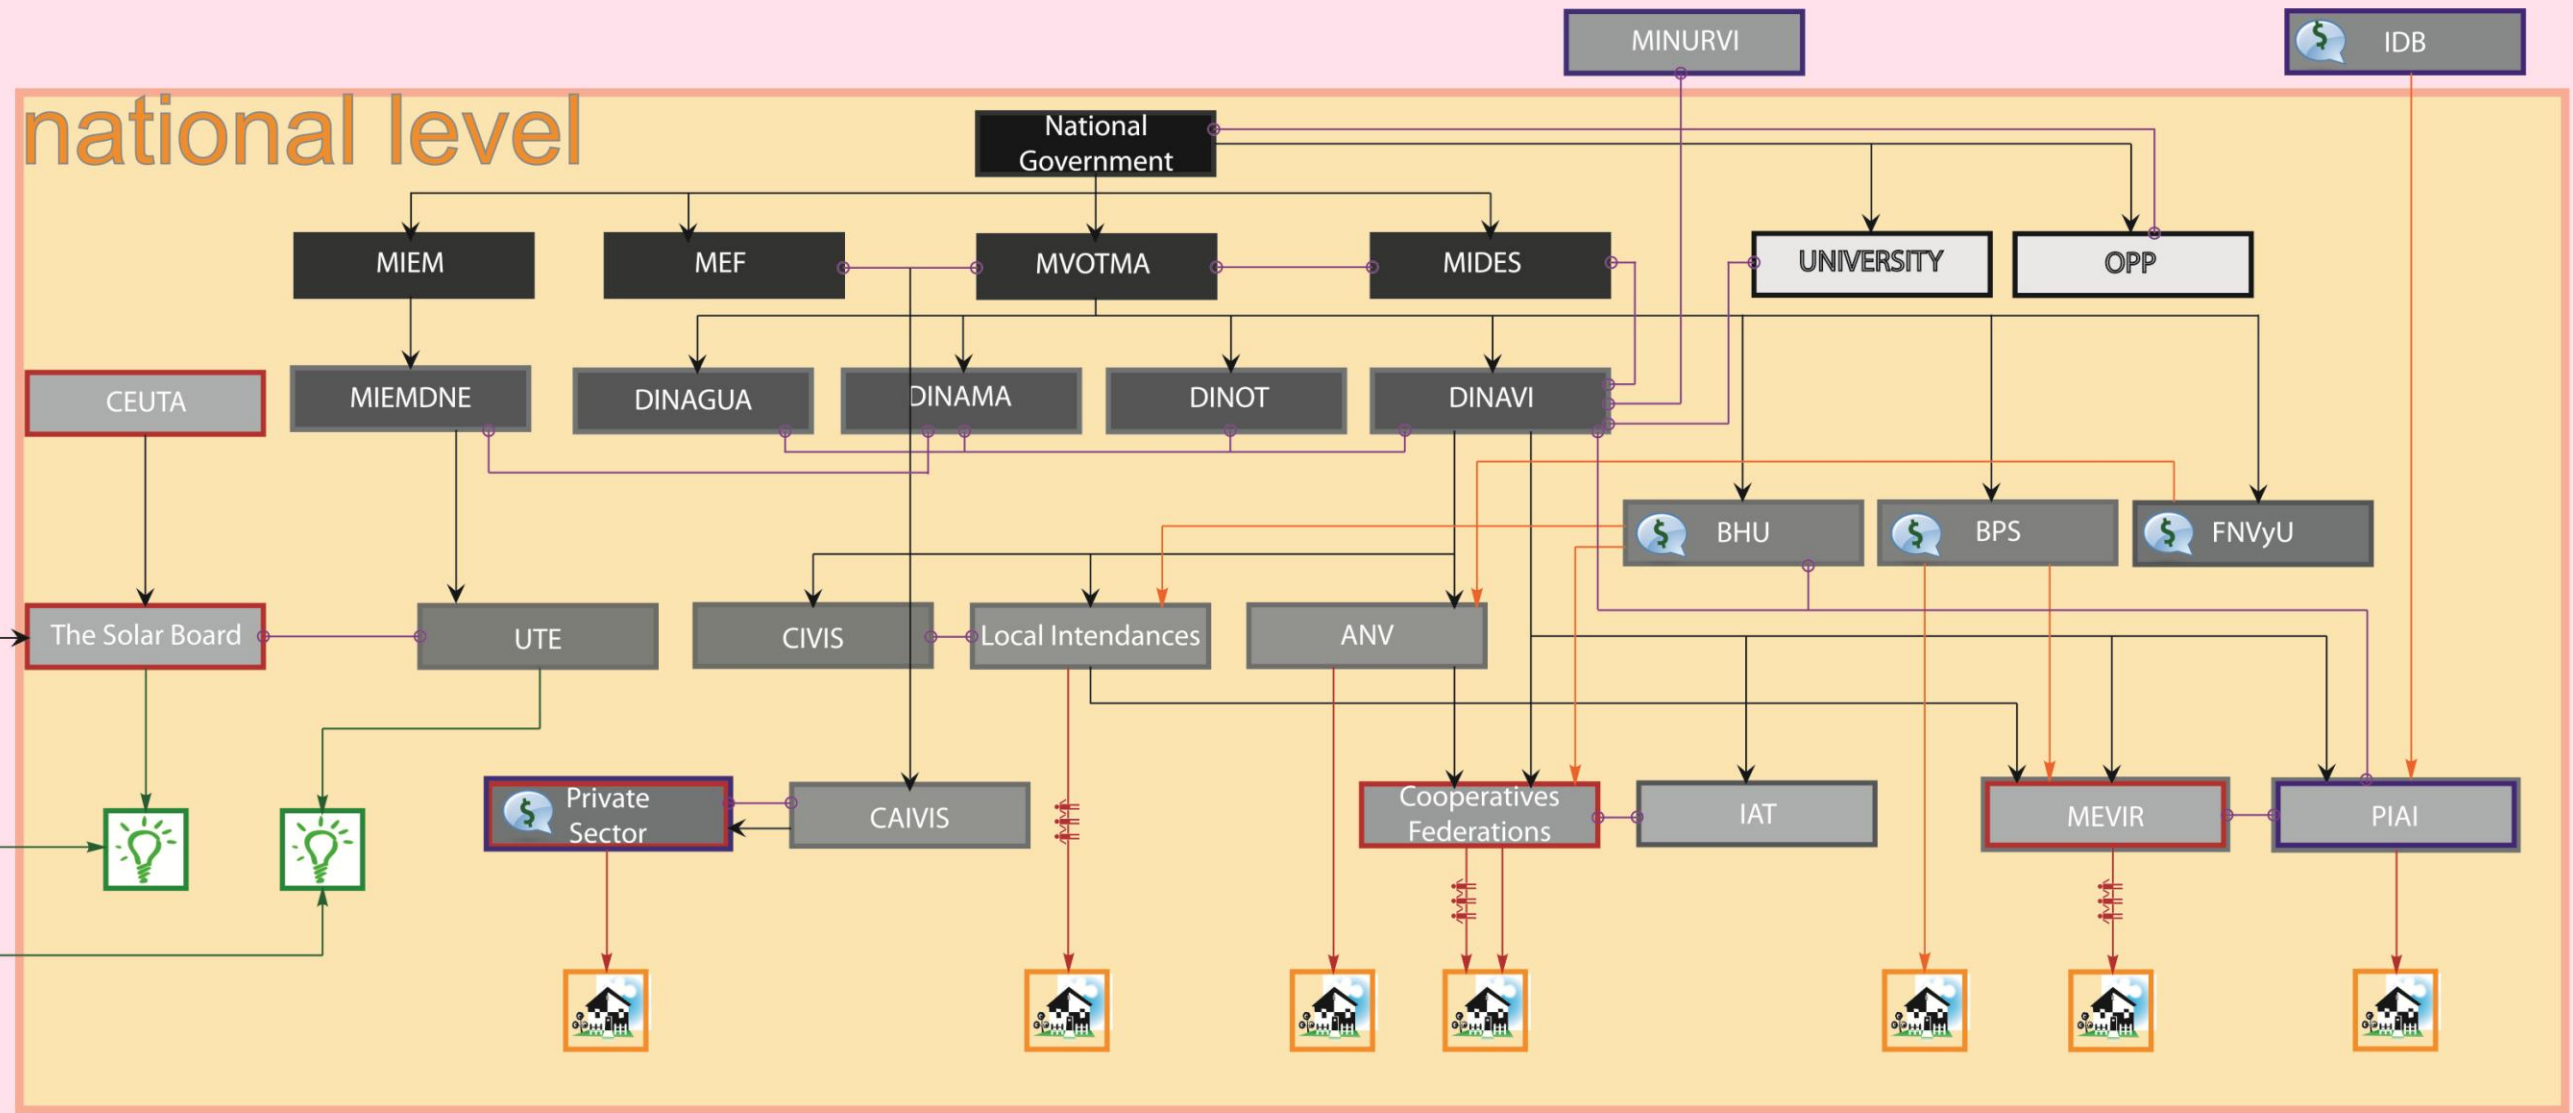 MINURVI
IDB
national level
National
Government
MIEM
MEF
MVOTMA
MIDES
UNIVERSITY
OPP
CEUTA
MIEMDNE
DINAGUA
DINAMA
DINOT
DINAVI
BHU
BPS
FNVyU
The Solar Board
UTE
CIVIS
Local Intendances
ANV
Private
Sector
CAIVIS
Cooperatives
Federations
IAT
MEVIR
PIAI